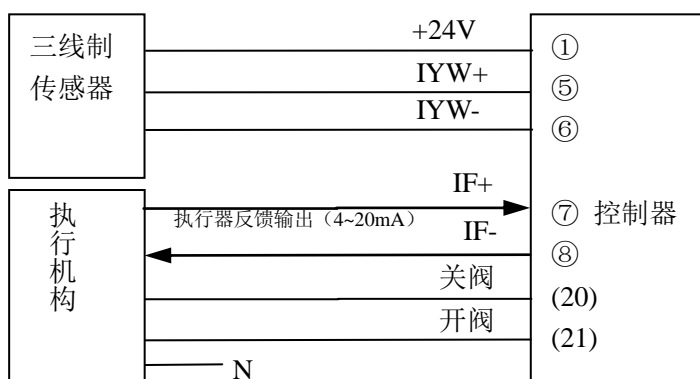 三线制
传感器
+24V
①
IYW+
⑤
IYW-
⑥
执行机构
IF+
执行器反馈输出（4~20mA）
⑦ 控制器
IF-
⑧
关阀
(20)
开阀
(21)
N